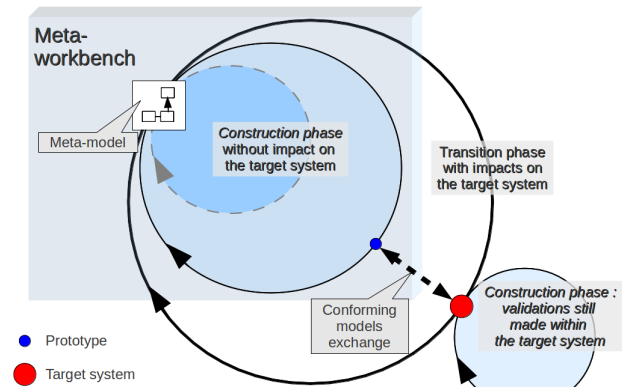 Meta-
workbench
Meta-model
Construction phase
without impact on
the target system
Transition phase
with impacts on
the target system
Conforming
models
exchange
Construction phase :
validations still
made within
the target system
Prototype
Target system